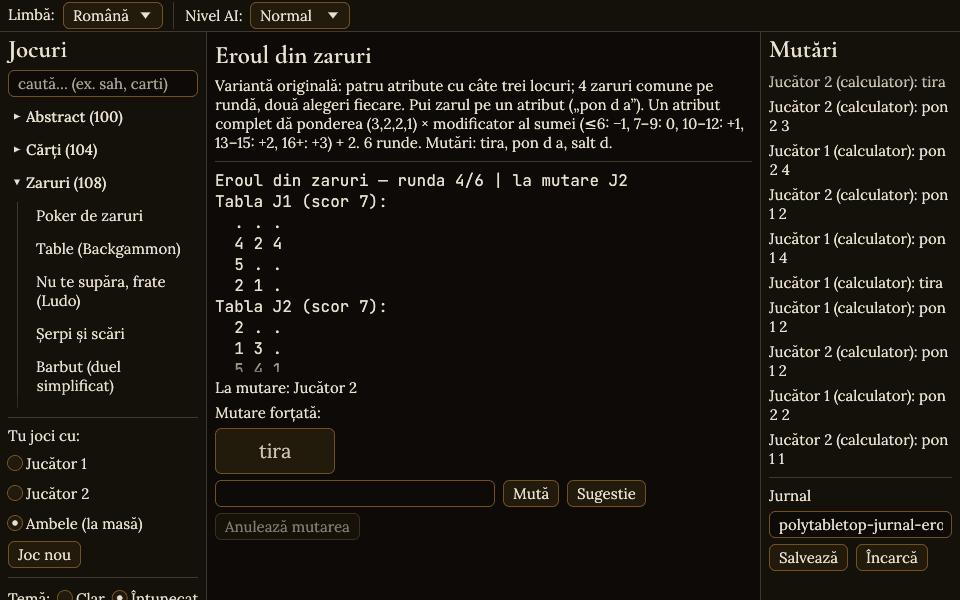 Limbă: Română ▼ Nivel AI: Normal ▼
Jocuri
caută... (ex. sah, carti)
▸ Abstract (100)
▸ Cărți (104)
▾ Zaruri (108)
Poker de zaruri
Table (Backgammon)
Nu te supăra, frate
(Ludo)
Șerpi și scări
Barbut (duel
simplificat)
Tu joci cu:
Jucător 1
Jucător 2
Ambele (la masă)
Joc nou
Temă: Clar Întunecat
Eroul din zaruri
Variantă originală: patru atribute cu câte trei locuri; 4 zaruri comune pe
rundă, două alegeri fiecare. Pui zarul pe un atribut („pon d a”). Un atribut
complet dă ponderea (3,2,2,1) × modificator al sumei (≤6: −1, 7–9: 0, 10–12: +1,
13–15: +2, 16+: +3) + 2. 6 runde. Mutări: tira, pon d a, salt d.
Eroul din zaruri — runda 4/6 | la mutare J2
Tabla J1 (scor 7):
. . .
4 2 4
5 . .
2 1 .
Tabla J2 (scor 7):
2 . .
1 3 .
5 4 1
La mutare: Jucător 2
Mutare forțată:
tira
Mută Sugestie
Anulează mutarea
Mutări
Jucător 2 (calculator): tira
Jucător 2 (calculator): pon
2 3
Jucător 1 (calculator): pon
2 4
Jucător 2 (calculator): pon
1 2
Jucător 1 (calculator): pon
1 4
Jucător 1 (calculator): tira
Jucător 1 (calculator): pon
1 2
Jucător 2 (calculator): pon
1 2
Jucător 1 (calculator): pon
2 2
Jucător 2 (calculator): pon
1 1
Jurnal
polytabletop-jurnal-erc
Salvează Încarcă